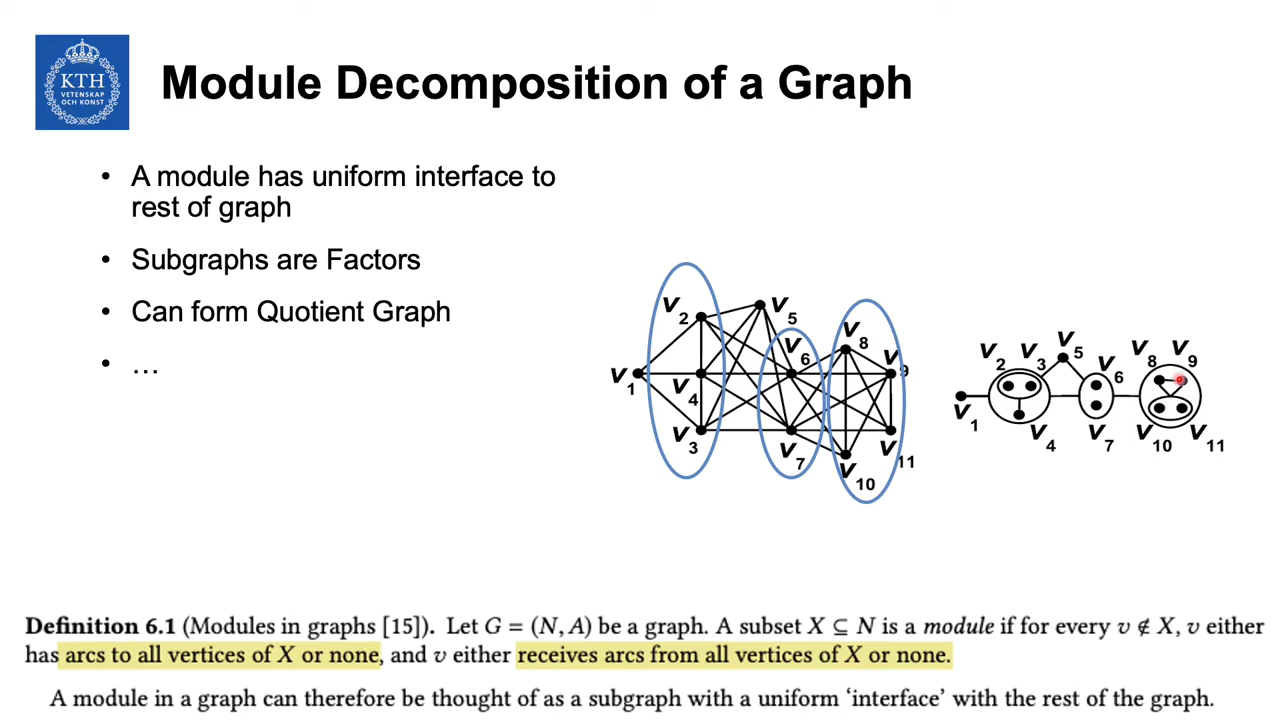 KTH
VETENSKAP
OCH KONST
Module Decomposition of a Graph
• A module has uniform interface to
rest of graph
• Subgraphs are Factors
• Can form Quotient Graph
• …
V2
V5
V6
V8
V9
V1
V4
V3
V7
V10
V11
V2 V3 V5 V6 V8 V9
V1 V4 V7 V10 V11
Definition 6.1 (Modules in graphs [15]). Let G = (N, A) be a graph. A subset X ⊆ N is a module if for every v ∉ X, v either
has arcs to all vertices of X or none, and v either receives arcs from all vertices of X or none.
A module in a graph can therefore be thought of as a subgraph with a uniform ‘interface’ with the rest of the graph.